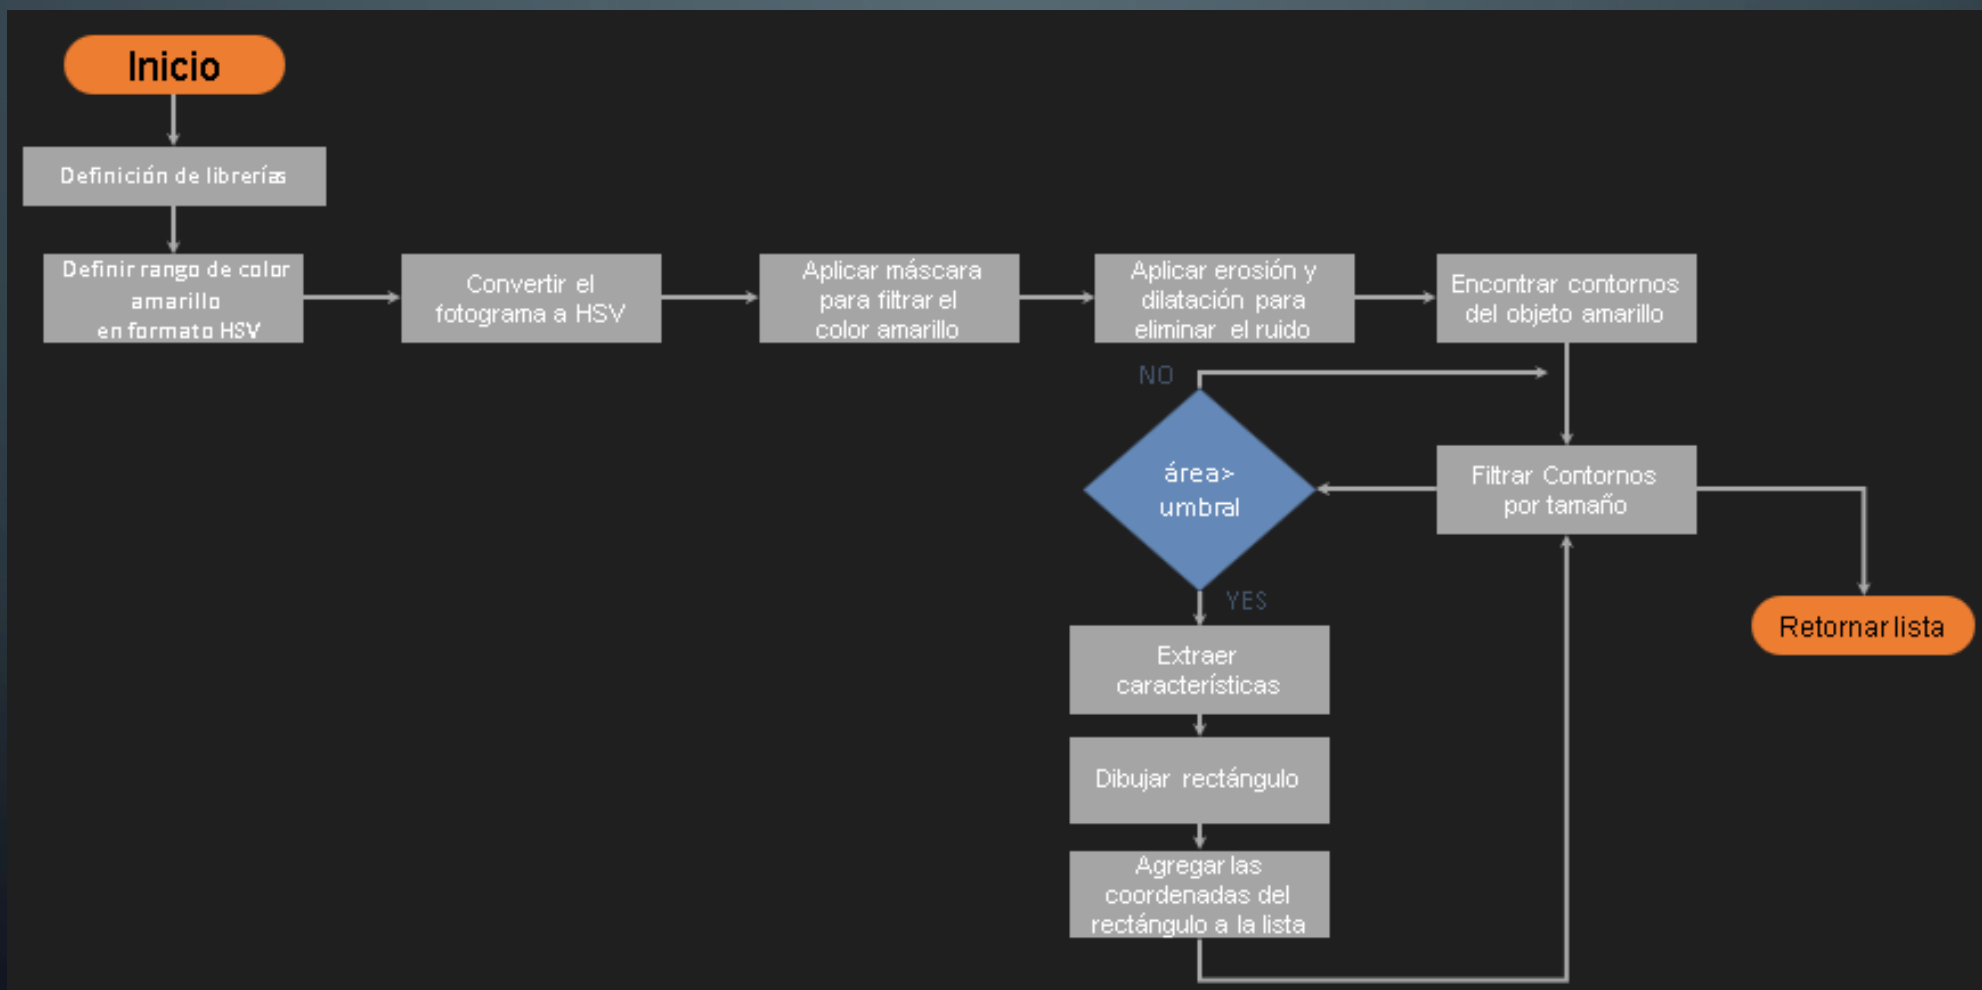 Inicio
Definición de librerías
Definir rango de color
amarillo
en formato HSV
Convertir el
fotograma a HSV
Aplicar máscara
para filtrar el
color amarillo
Aplicar erosión y
dilatación para
eliminar el ruido
Encontrar contornos
del objeto amarillo
NO
área>
umbral
Filtrar Contornos
por tamaño
YES
Retornar lista
Extraer
características
Dibujar rectángulo
Agregar las
coordenadas del
rectángulo a la lista